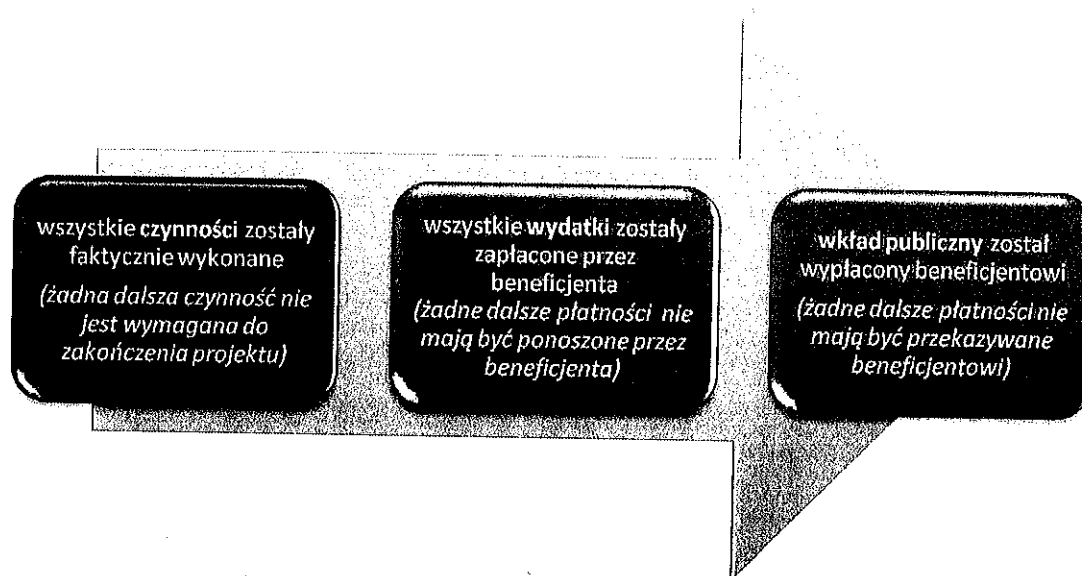 wszystkie czynności zostały
faktycznie wykonane
(żadna dalsza czynność nie
jest wymagana do
zakończenia projektu)
wszystkie wydatki zostały
zapłacone przez
beneficjenta
(żadne dalsze płatności nie
mają być ponoszone przez
beneficjenta)
wkład publiczny został
wypłacony beneficjentowi
(żadne dalsze płatności nie
mają być przekazywane
beneficjentowi)